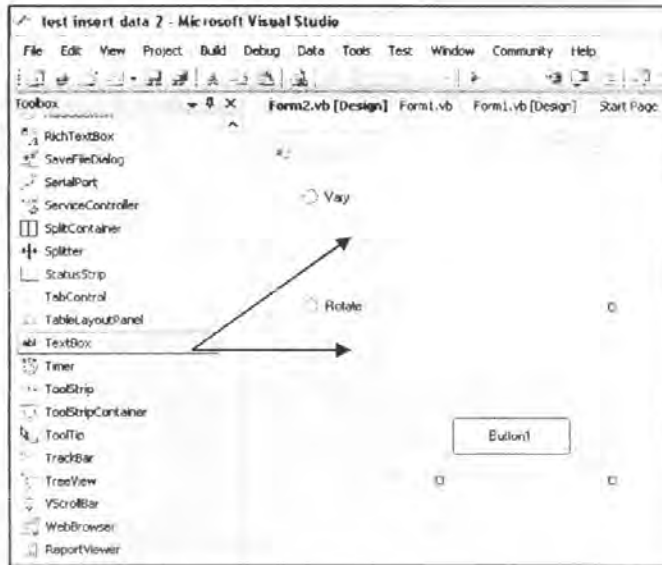 test insert data 2 - Microsoft Visual Studio
File Edit View Project Build Debug Data Tools Test Window Community Help
Toolbox
Form2.vb [Design] Form1.vb Form1.vb [Design] Start Page
RichTextBox
SaveFileDialog
SerialPort
Vary
ServiceController
SplitContainer
Splitter
StatusStrip
TabControl
Rotate
TableLayoutPanel
abl TextBox
Timer
ToolStrip
ToolStripContainer
Button1
ToolTip
TrackBar
TreeView
VScrollBar
WebBrowser
ReportViewer